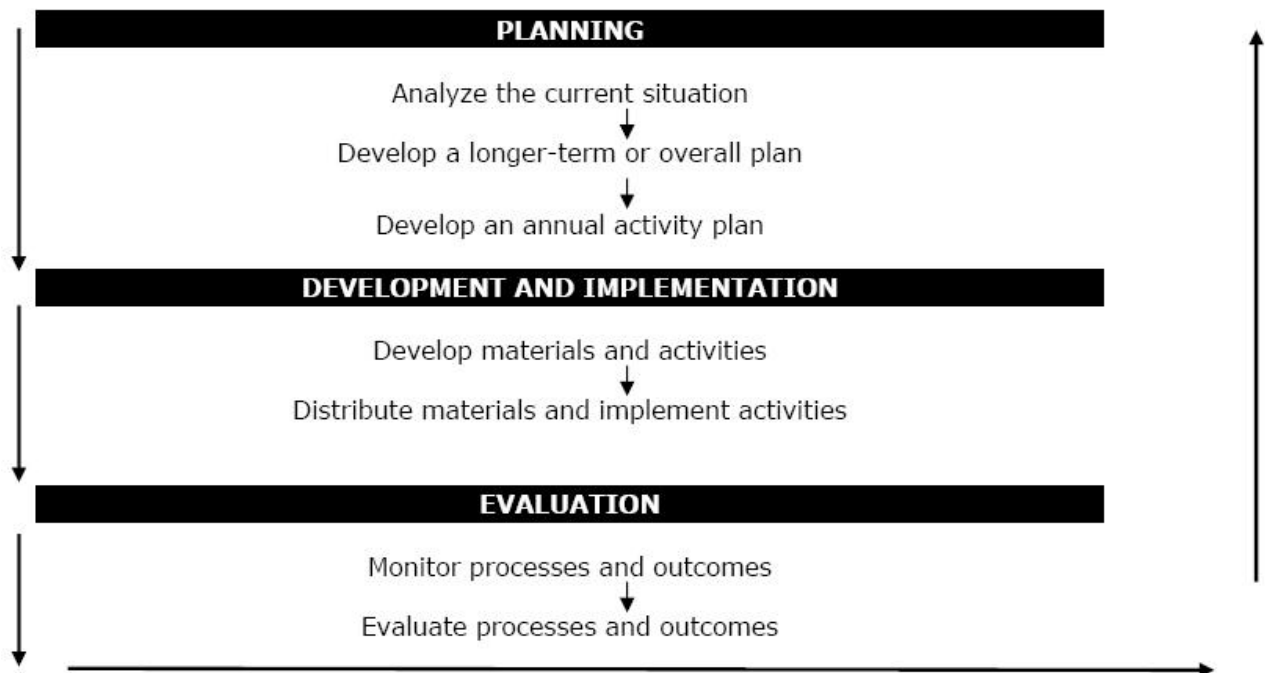 PLANNING
Analyze the current situation
Develop a longer-term or overall plan
Develop an annual activity plan
DEVELOPMENT AND IMPLEMENTATION
Develop materials and activities
Distribute materials and implement activities
EVALUATION
Monitor processes and outcomes
Evaluate processes and outcomes